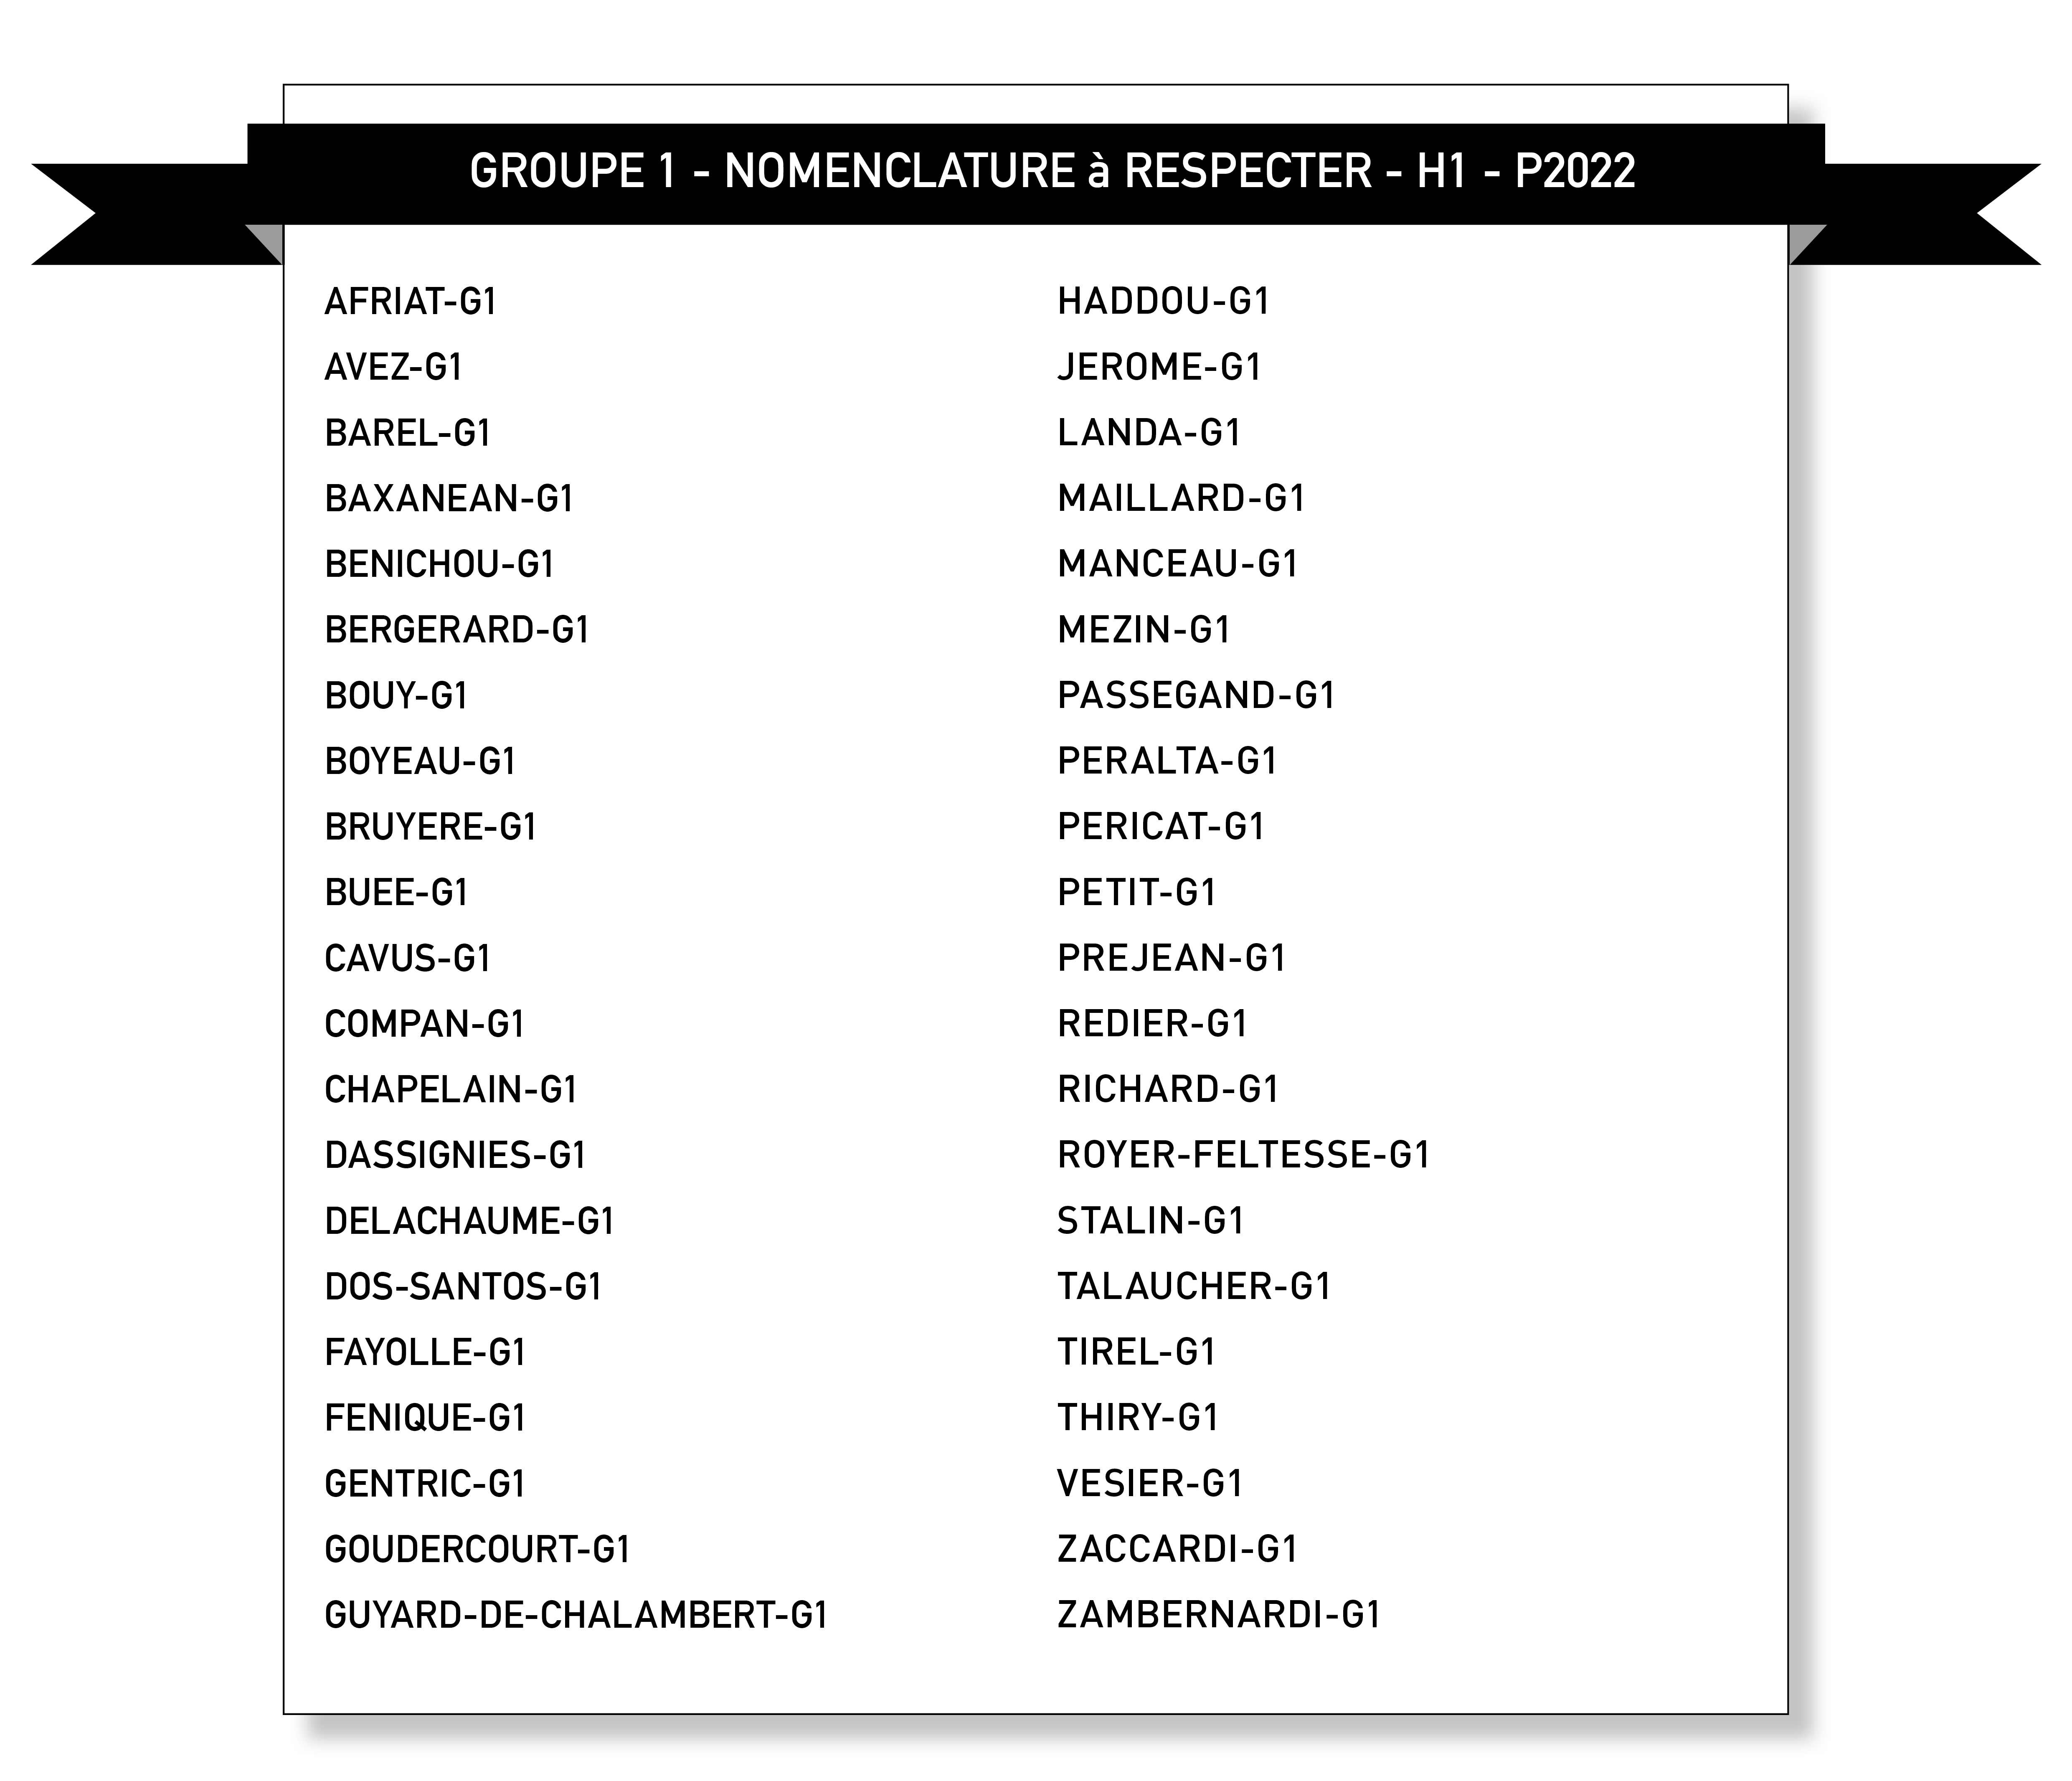 GROUPE 1 - NOMENCLATURE à RESPECTER - H1 - P2022
AFRIAT-G1
AVEZ-G1
BAREL-G1
BAXANEAN-G1
BENICHOU-G1
BERGERARD-G1
BOUY-G1
BOYEAU-G1
BRUYERE-G1
BUEE-G1
CAVUS-G1
COMPAN-G1
CHAPELAIN-G1
DASSIGNIES-G1
DELACHAUME-G1
DOS-SANTOS-G1
FAYOLLE-G1
FENIQUE-G1
GENTRIC-G1
GOUDERCOURT-G1
GUYARD-DE-CHALAMBERT-G1
HADDOU-G1
JEROME-G1
LANDA-G1
MAILLARD-G1
MANCEAU-G1
MEZIN-G1
PASSEGAND-G1
PERALTA-G1
PERICAT-G1
PETIT-G1
PREJEAN-G1
REDIER-G1
RICHARD-G1
ROYER-FELTESSE-G1
STALIN-G1
TALAUCHER-G1
TIREL-G1
THIRY-G1
VESIER-G1
ZACCARDI-G1
ZAMBERNARDI-G1